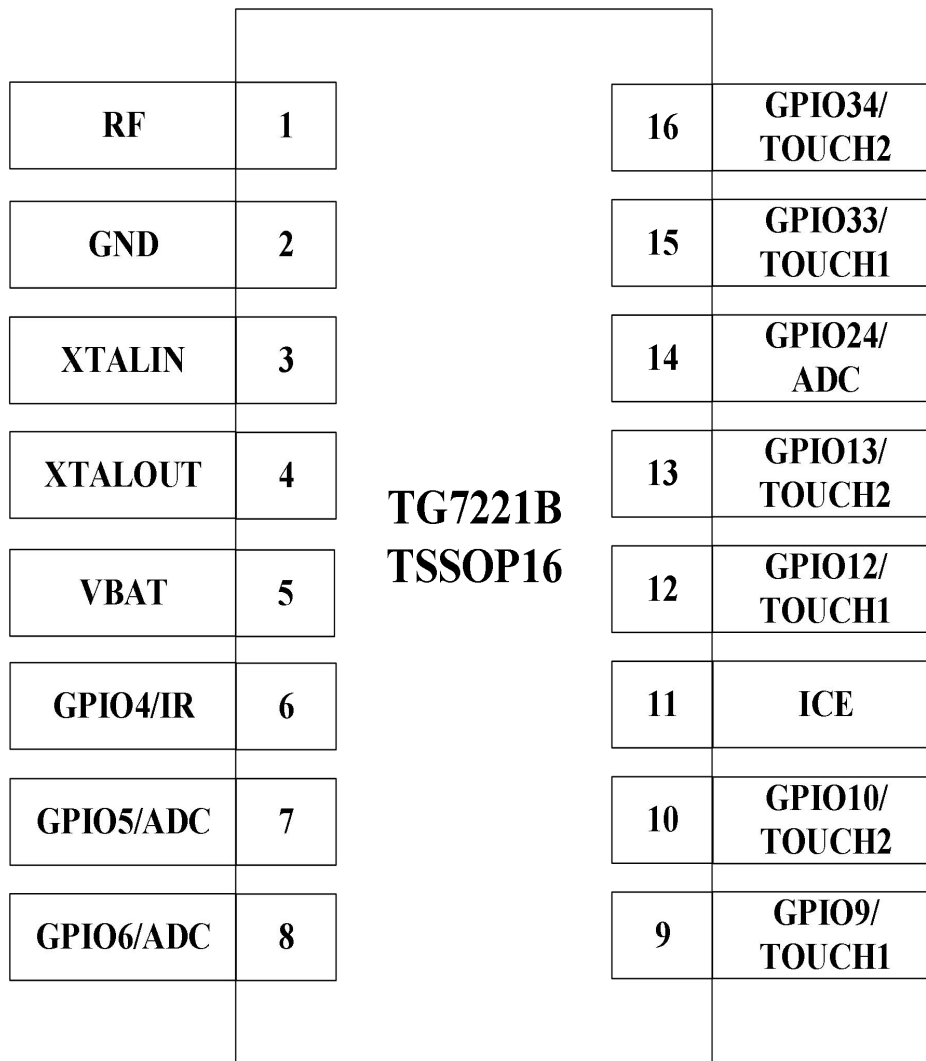 RF 1
GND 2
XTALIN 3
XTALOUT 4
VBAT 5
GPIO4/IR 6
GPIO5/ADC 7
GPIO6/ADC 8
TG7221B
TSSOP16
16 GPIO34/
TOUCH2
15 GPIO33/
TOUCH1
14 GPIO24/
ADC
13 GPIO13/
TOUCH2
12 GPIO12/
TOUCH1
11 ICE
10 GPIO10/
TOUCH2
9 GPIO9/
TOUCH1